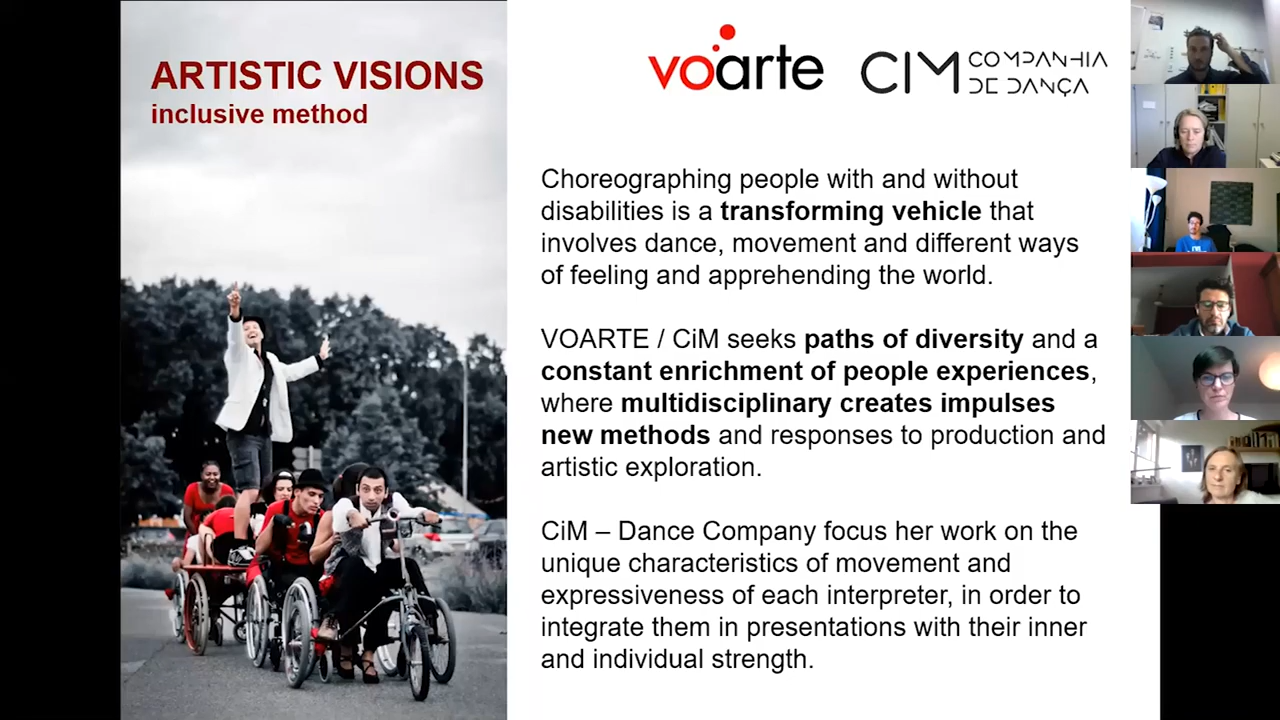 ARTISTIC VISIONS
inclusive method
voarte
CIM COMPANHIA
DE DANÇA
Choreographing people with and without
disabilities is a transforming vehicle that
involves dance, movement and different ways
of feeling and apprehending the world.
VOARTE / CiM seeks paths of diversity and a
constant enrichment of people experiences,
where multidisciplinary creates impulses
new methods and responses to production and
artistic exploration.
CiM – Dance Company focus her work on the
unique characteristics of movement and
expressiveness of each interpreter, in order to
integrate them in presentations with their inner
and individual strength.